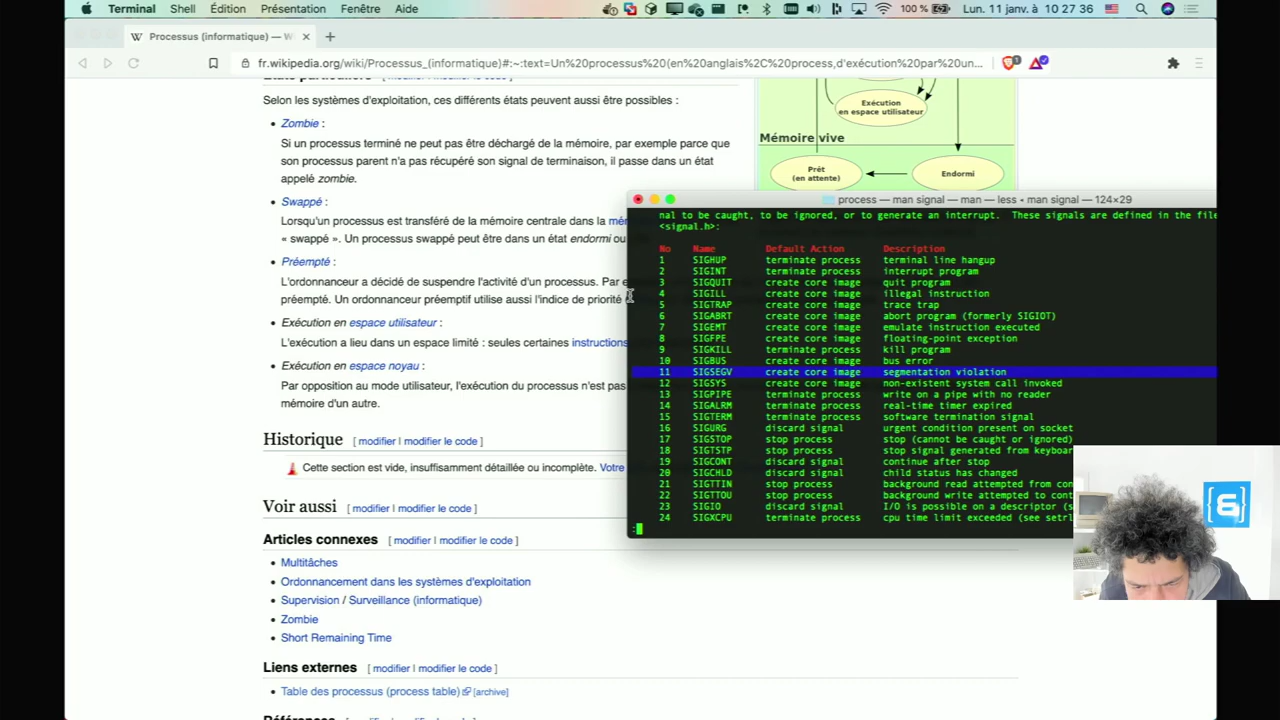 Terminal Shell Édition Présentation Fenêtre Aide 100 % Lun. 11 janv. à 10 27 36
W Processus (informatique) — W
fr.wikipedia.org/wiki/Processus_(informatique)#:~:text=Un%20processus%20(en%20anglais%2C%20process,d'exécution%20par%20un...
[ modifier | modifier le code ]
Selon les systèmes d'exploitation, ces différents états peuvent aussi être possibles :
Zombie :
Si un processus terminé ne peut pas être déchargé de la mémoire, par exemple parce que
son processus parent n'a pas récupéré son signal de terminaison, il passe dans un état
appelé zombie.
Swappé :
Lorsqu'un processus est transféré de la mémoire centrale dans la mé
« swappé ». Un processus swappé peut être dans un état endormi ou
Préempté :
L'ordonnanceur a décidé de suspendre l'activité d'un processus. Par e
préempté. Un ordonnanceur préemptif utilise aussi l'indice de priorité
Exécution en espace utilisateur :
L'exécution a lieu dans un espace limité : seules certaines instructions
Exécution en espace noyau :
Par opposition au mode utilisateur, l'exécution du processus n'est pas
mémoire d'un autre.
Historique [ modifier | modifier le code ]
Cette section est vide, insuffisamment détaillée ou incomplète. Votre
Voir aussi [ modifier | modifier le code ]
Articles connexes [ modifier | modifier le code ]
Multitâches
Ordonnancement dans les systèmes d'exploitation
Supervision / Surveillance (informatique)
Zombie
Short Remaining Time
Liens externes [ modifier | modifier le code ]
Table des processus (process table) [archive]
Exécution
en espace utilisateur
Mémoire vive
Prêt
(en attente)
Endormi
process — man signal — man — less ◂ man signal — 124×29
nal to be caught, to be ignored, or to generate an interrupt. These signals are defined in the file
<signal.h>:
No Name Default Action Description
1 SIGHUP terminate process terminal line hangup
2 SIGINT terminate process interrupt program
3 SIGQUIT create core image quit program
4 SIGILL create core image illegal instruction
5 SIGTRAP create core image trace trap
6 SIGABRT create core image abort program (formerly SIGIOT)
7 SIGEMT create core image emulate instruction executed
8 SIGFPE create core image floating-point exception
9 SIGKILL terminate process kill program
10 SIGBUS create core image bus error
11 SIGSEGV create core image segmentation violation
12 SIGSYS create core image non-existent system call invoked
13 SIGPIPE terminate process write on a pipe with no reader
14 SIGALRM terminate process real-time timer expired
15 SIGTERM terminate process software termination signal
16 SIGURG discard signal urgent condition present on socket
17 SIGSTOP stop process stop (cannot be caught or ignored)
18 SIGTSTP stop process stop signal generated from keyboar
19 SIGCONT discard signal continue after stop
20 SIGCHLD discard signal child status has changed
21 SIGTTIN stop process background read attempted from con
22 SIGTTOU stop process background write attempted to cont
23 SIGIO discard signal I/O is possible on a descriptor (s
24 SIGXCPU terminate process cpu time limit exceeded (see setrl
: